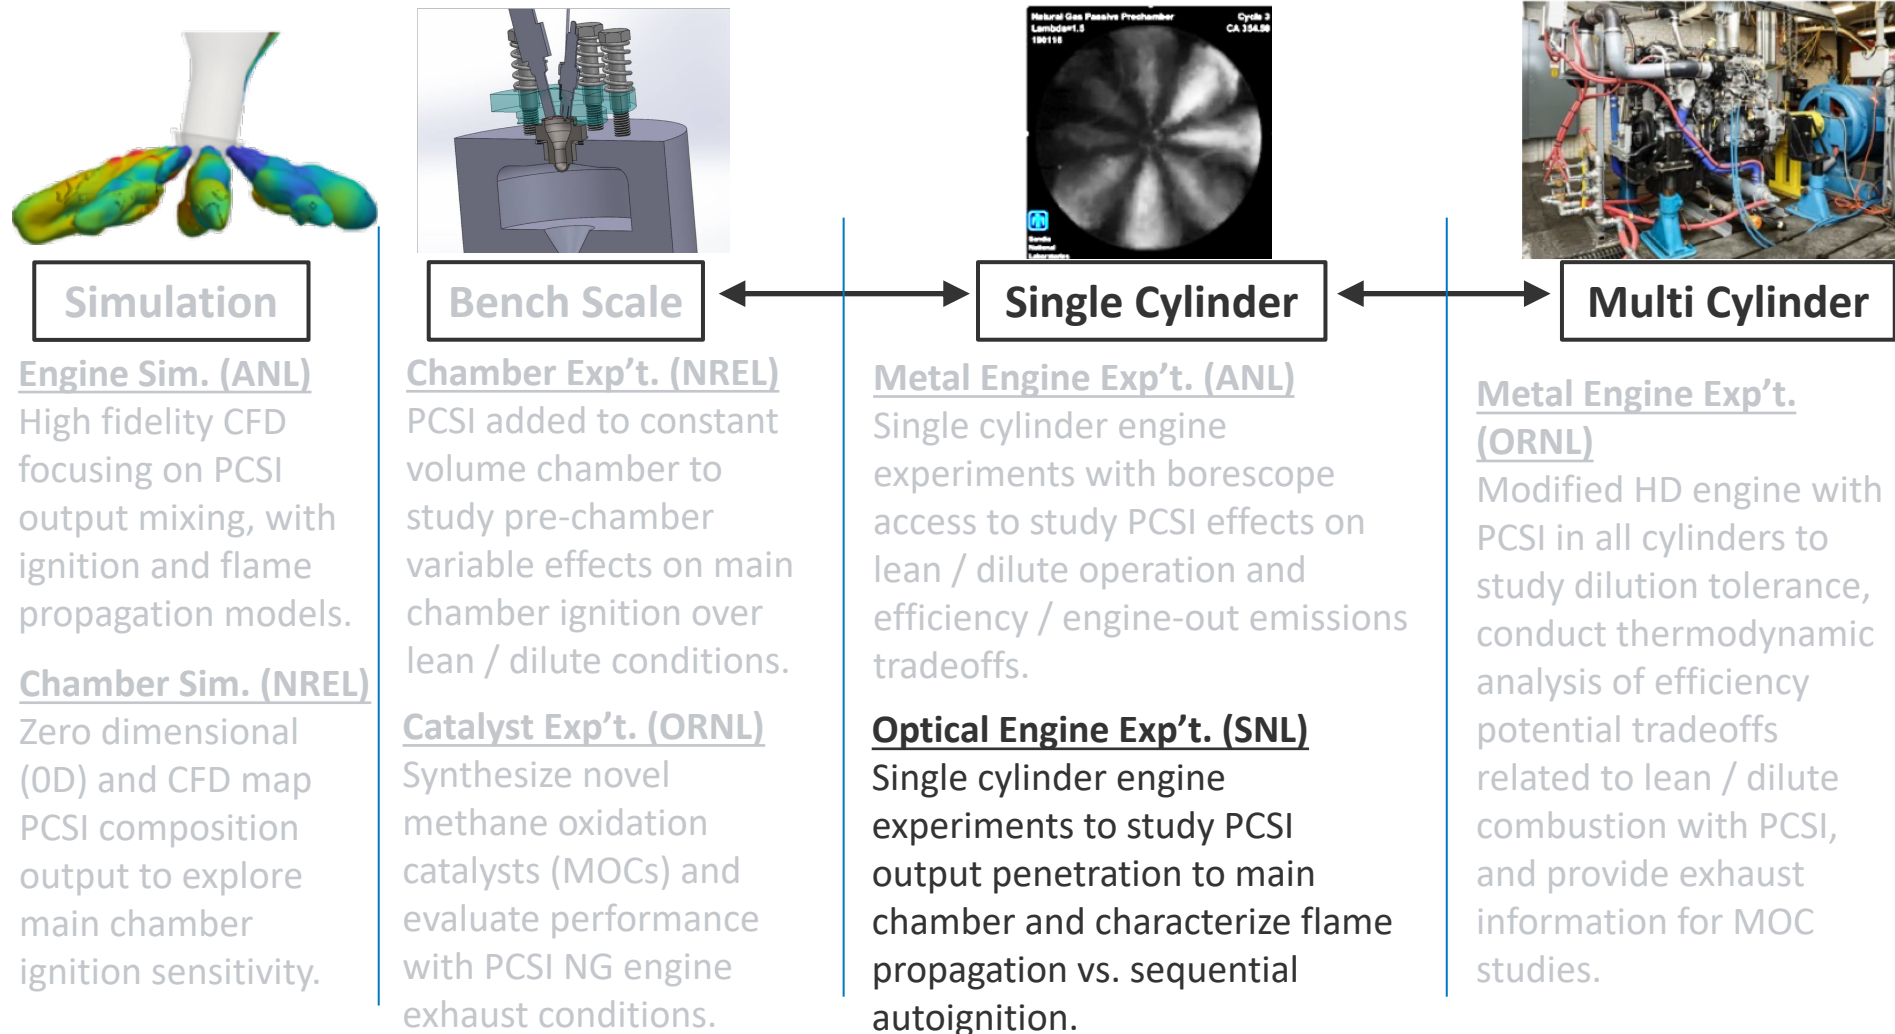 Natural Gas Passive Prechamber
Cycle 3
Lambda=1.5
CA 354.50
190116
Sandia
National
Laboratories
Simulation
Bench Scale
Single Cylinder
Multi Cylinder
Engine Sim. (ANL)
High fidelity CFD
focusing on PCSI
output mixing, with
ignition and flame
propagation models.
Chamber Sim. (NREL)
Zero dimensional
(0D) and CFD map
PCSI composition
output to explore
main chamber
ignition sensitivity.
Chamber Exp’t. (NREL)
PCSI added to constant
volume chamber to
study pre-chamber
variable effects on main
chamber ignition over
lean / dilute conditions.
Catalyst Exp’t. (ORNL)
Synthesize novel
methane oxidation
catalysts (MOCs) and
evaluate performance
with PCSI NG engine
exhaust conditions.
Metal Engine Exp’t. (ANL)
Single cylinder engine
experiments with borescope
access to study PCSI effects on
lean / dilute operation and
efficiency / engine-out emissions
tradeoffs.
Optical Engine Exp’t. (SNL)
Single cylinder engine
experiments to study PCSI
output penetration to main
chamber and characterize flame
propagation vs. sequential
autoignition.
Metal Engine Exp’t.
(ORNL)
Modified HD engine with
PCSI in all cylinders to
study dilution tolerance,
conduct thermodynamic
analysis of efficiency
potential tradeoffs
related to lean / dilute
combustion with PCSI,
and provide exhaust
information for MOC
studies.